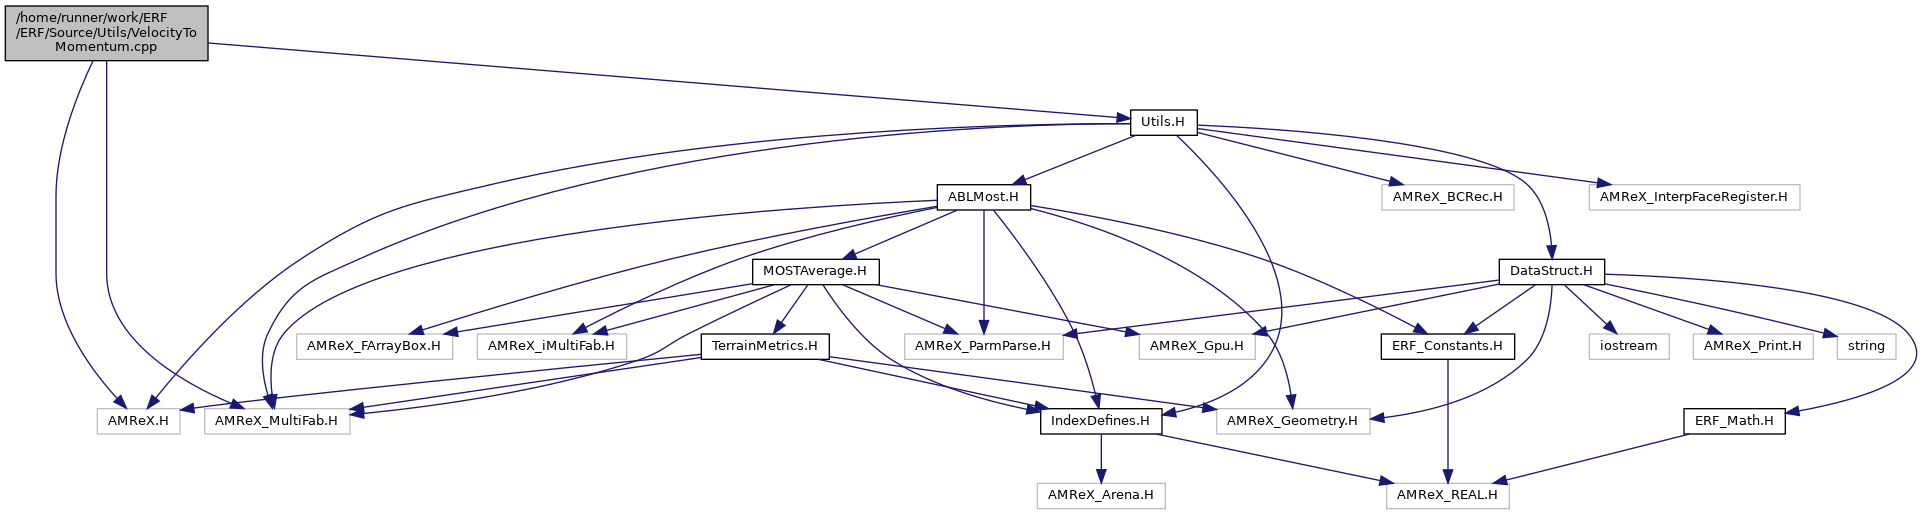 /home/runner/work/ERF
/ERF/Source/Utils/VelocityTo
Momentum.cpp
Utils.H
ABLMost.H
AMReX_BCRec.H
AMReX_InterpFaceRegister.H
MOSTAverage.H
DataStruct.H
AMReX_FArrayBox.H
AMReX_iMultiFab.H
TerrainMetrics.H
AMReX_ParmParse.H
AMReX_Gpu.H
ERF_Constants.H
iostream
AMReX_Print.H
string
AMReX.H
AMReX_MultiFab.H
IndexDefines.H
AMReX_Geometry.H
ERF_Math.H
AMReX_Arena.H
AMReX_REAL.H